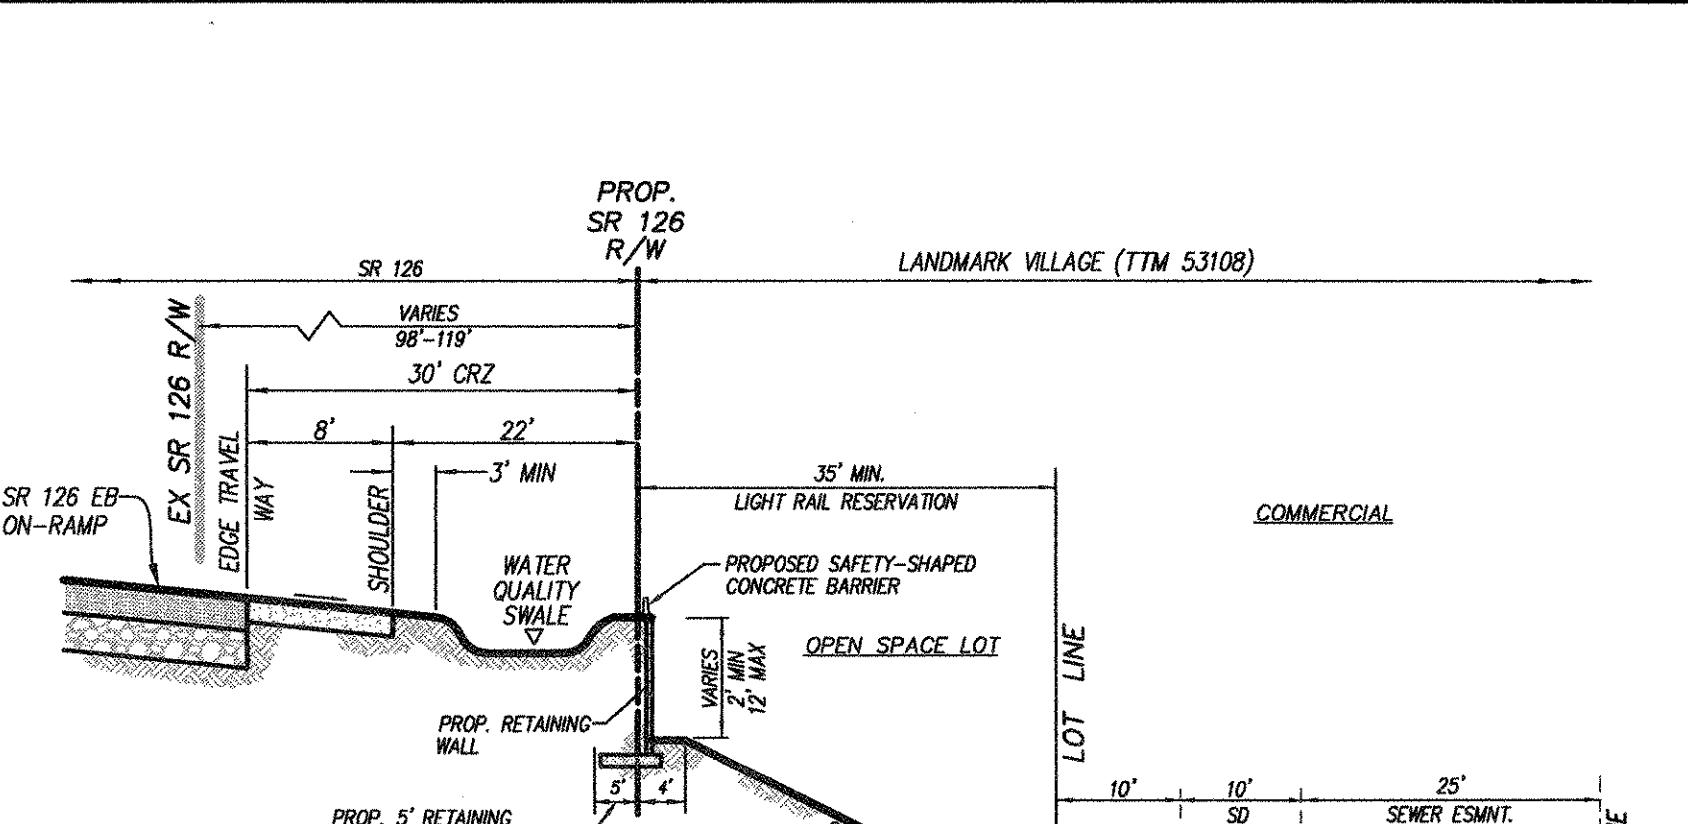 PROP.
SR 126
R/W
SR 126
LANDMARK VILLAGE (TTM 53108)
EX SR 126 R/W
VARIES
98'-119'
30' CRZ
8'
22'
3' MIN
EDGE TRAVEL
WAY
SHOULDER
SR 126 EB
ON-RAMP
35' MIN.
LIGHT RAIL RESERVATION
COMMERCIAL
WATER
QUALITY
SWALE
PROPOSED SAFETY-SHAPED
CONCRETE BARRIER
OPEN SPACE LOT
VARIES
2' MIN
12' MAX
LOT LINE
PROP. RETAINING
WALL
5'
4'
10'
10'
25'
SD
SEWER ESMNT.
PROP. 5' RETAINING